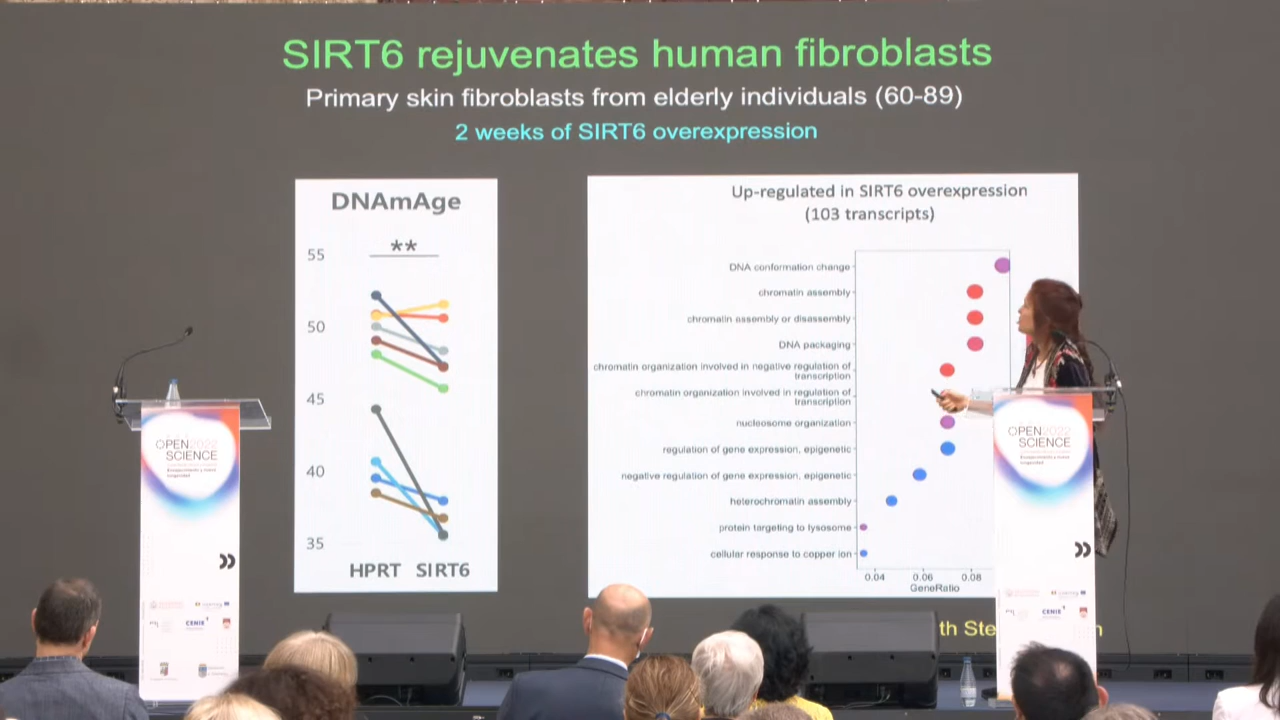 SIRT6 rejuvenates human fibroblasts
Primary skin fibroblasts from elderly individuals (60-89)
2 weeks of SIRT6 overexpression
DNAmAge
**
55
50
45
40
35
HPRT SIRT6
Up-regulated in SIRT6 overexpression
(103 transcripts)
DNA conformation change
chromatin assembly
chromatin assembly or disassembly
DNA packaging
chromatin organization involved in negative regulation of
transcription
chromatin organization involved in regulation of
transcription
nucleosome organization
regulation of gene expression, epigenetic
negative regulation of gene expression, epigenetic
heterochromatin assembly
protein targeting to lysosome
cellular response to copper ion
0.04 0.06 0.08
GeneRatio
th Ste
OPEN2022
SCIENCE
CENIE
OPEN2022
SCIENCE
CENIE